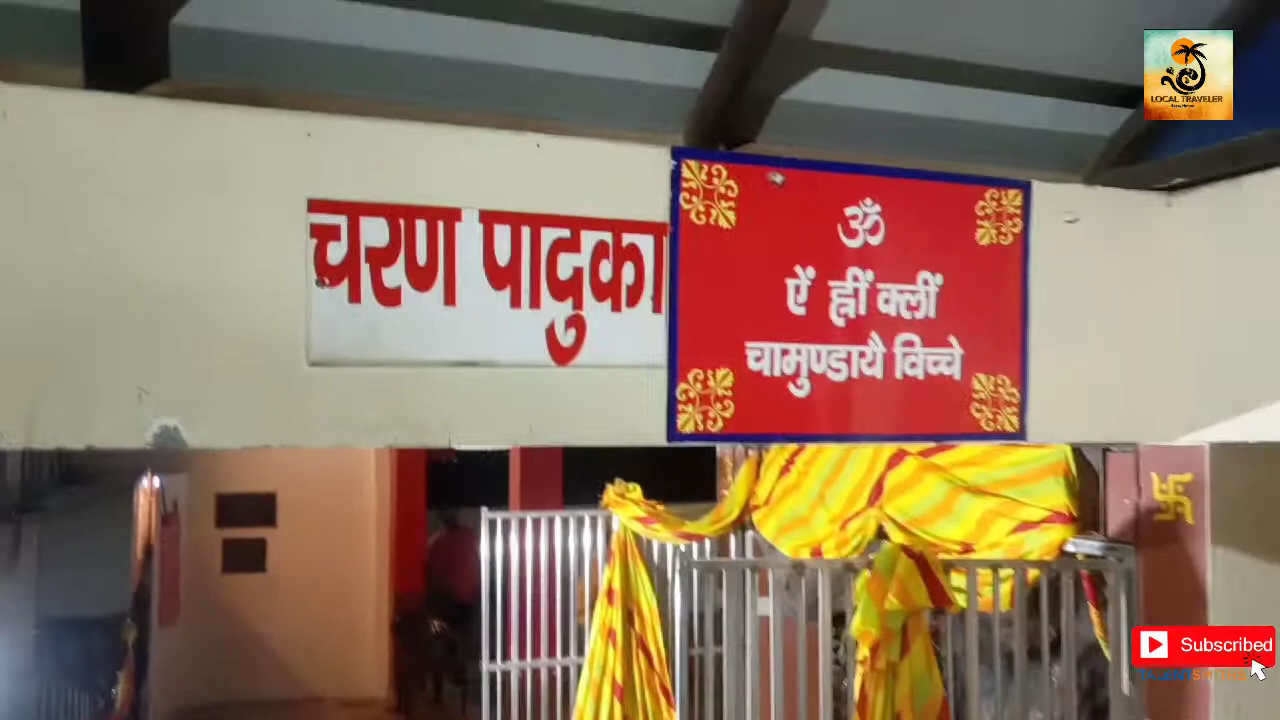 चरण पादुका
ॐ
ऐं ह्रीं क्लीं
चामुण्डायै विच्चे
LOCAL TRAVELER
Subscribed